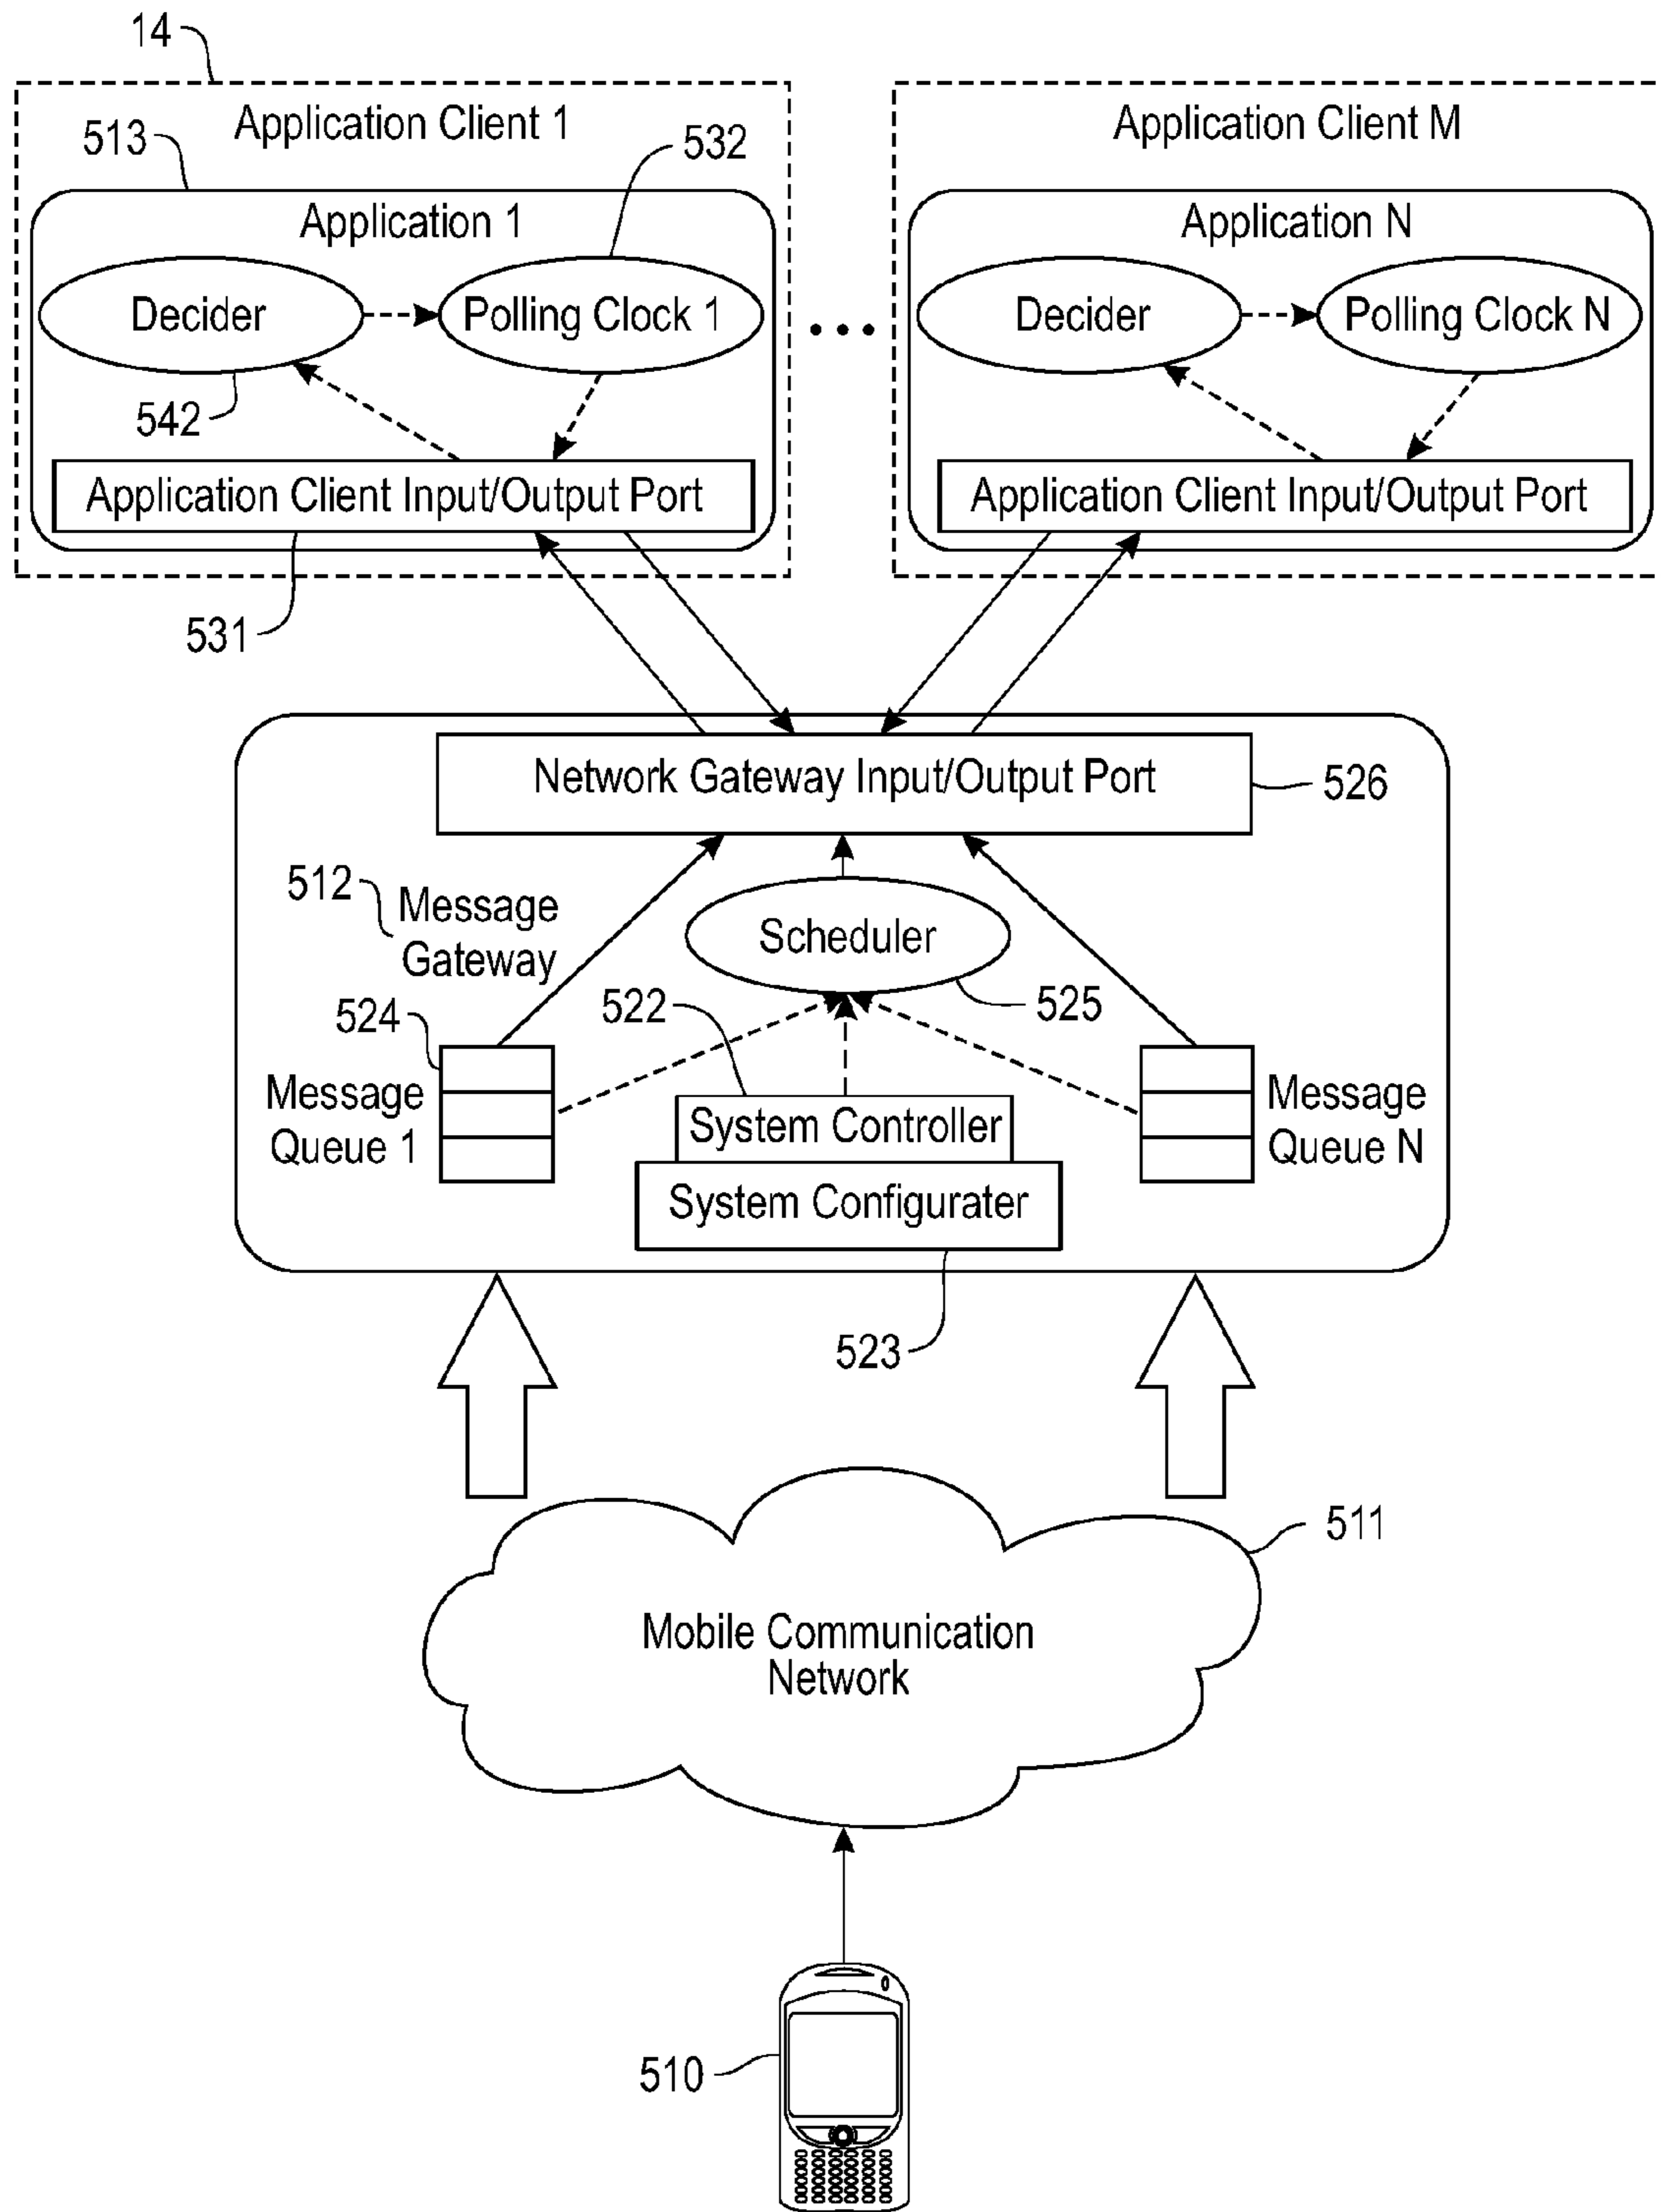 14
Application Client 1
513
532
Application 1
Decider
Polling Clock 1
542
Application Client Input/Output Port
531
Application Client M
Application N
Decider
Polling Clock N
Application Client Input/Output Port
Network Gateway Input/Output Port
526
512
Message
Gateway
Scheduler
525
524
522
Message
Queue 1
System Controller
System Configurater
Message
Queue N
523
511
Mobile Communication
Network
510